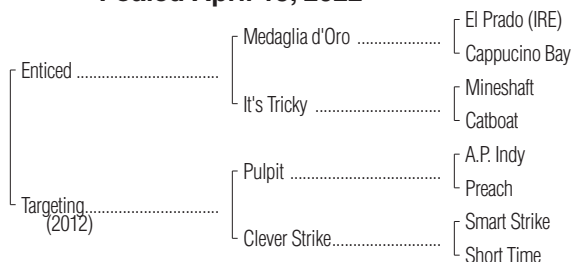 Foaled April 18, 2022
El Prado (IRE)
Medaglia d'Oro
Cappucino Bay
Enticed
Mineshaft
It's Tricky
Catboat
A.P. Indy
Pulpit
Preach
Targeting
(2012)
Smart Strike
Clever Strike
Short Time